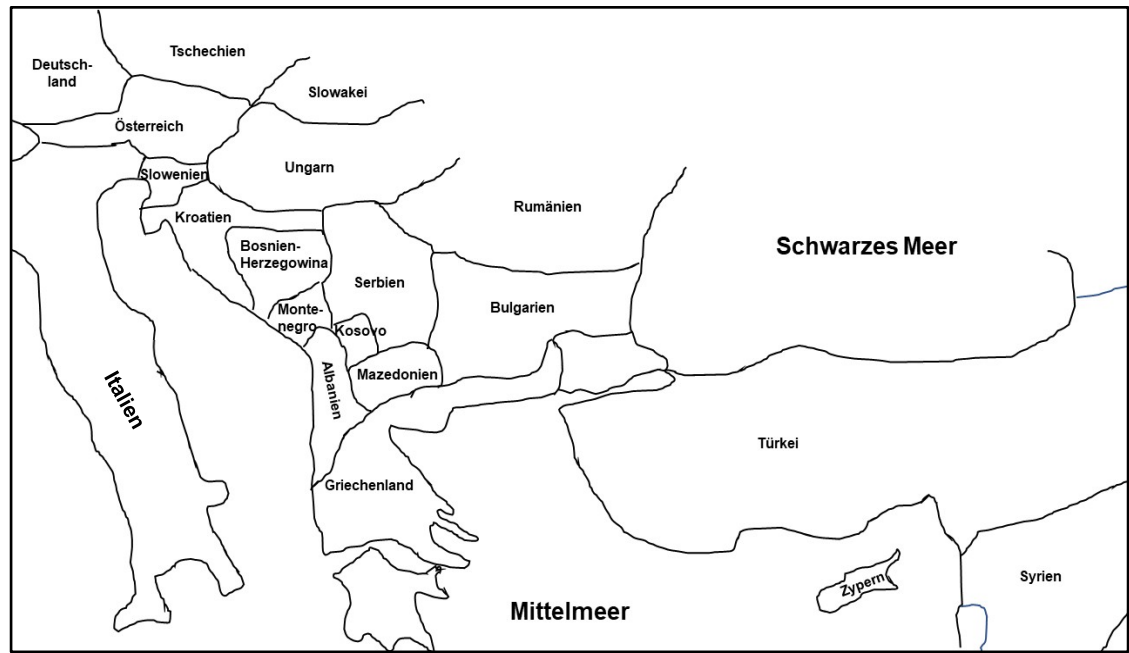 Tschechien
Deutsch-
land
Slowakei
Österreich
Ungarn
Slowenien
Rumänien
Kroatien
Schwarzes Meer
Bosnien-
Herzegowina
Serbien
Bulgarien
Monte-
negro
Kosovo
Mazedonien
Albanien
Italien
Türkei
Griechenland
Syrien
Zypern
Mittelmeer